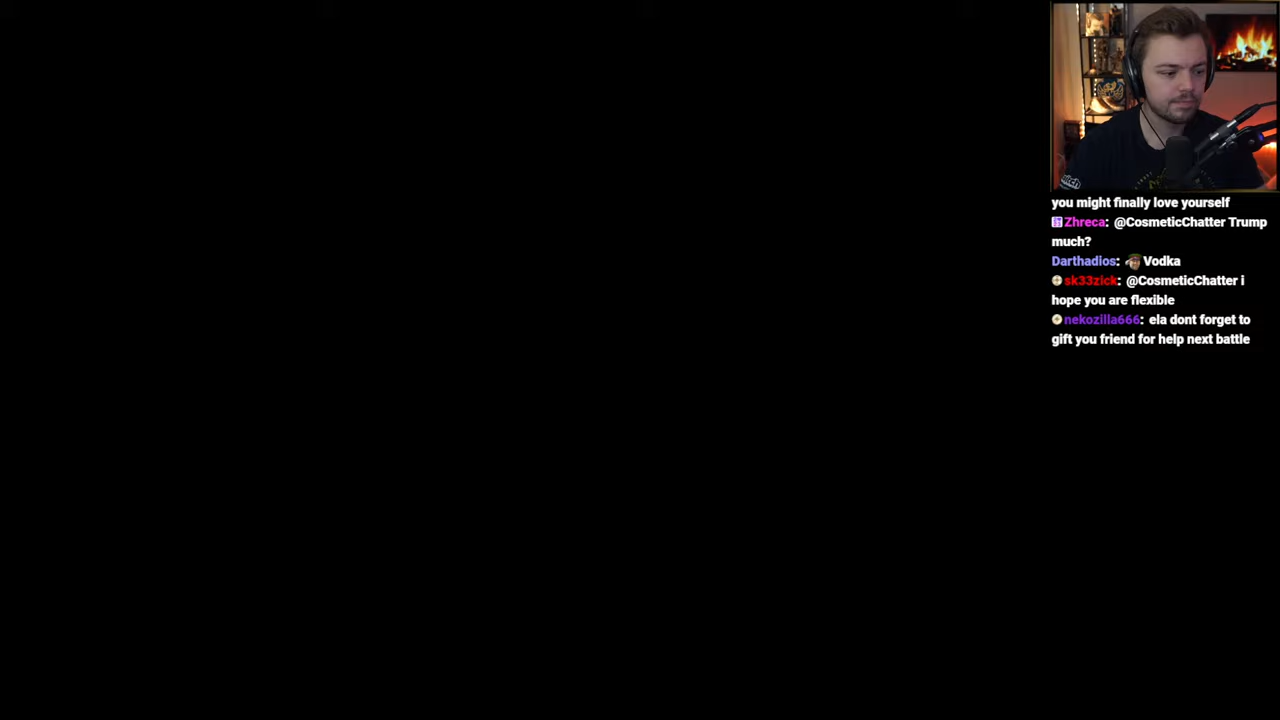 you might finally love yourself
Zhreca: @CosmeticChatter Trump
much?
Darthadios: Vodka
sk33zick: @CosmeticChatter i
hope you are flexible
nekozilla666: ela dont forget to
gift you friend for help next battle